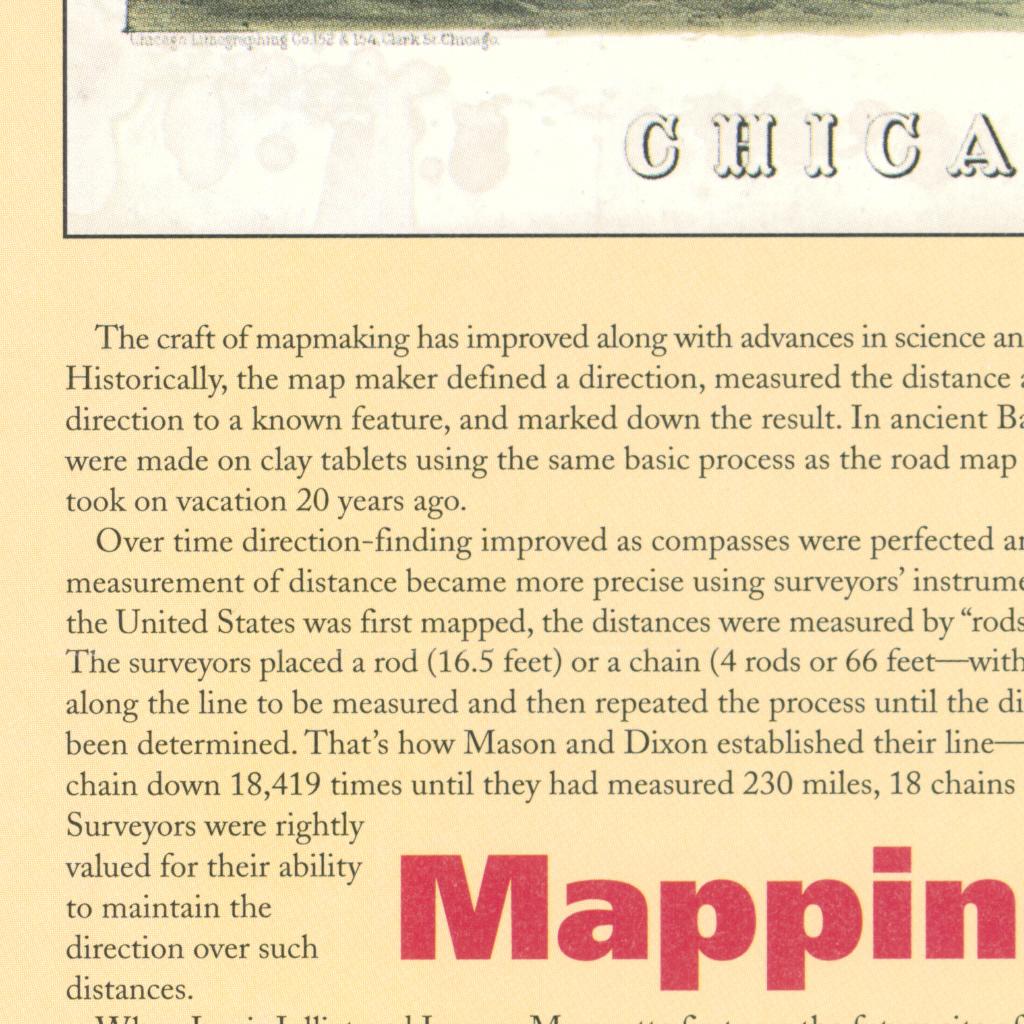 Chicago Lithographing Co. 152 & 154, Clark St. Chicago.
CHICA
The craft of mapmaking has improved along with advances in science an
Historically, the map maker defined a direction, measured the distance a
direction to a known feature, and marked down the result. In ancient Ba
were made on clay tablets using the same basic process as the road map
took on vacation 20 years ago.
Over time direction-finding improved as compasses were perfected an
measurement of distance became more precise using surveyors’ instrume
the United States was first mapped, the distances were measured by “rods
The surveyors placed a rod (16.5 feet) or a chain (4 rods or 66 feet—with
along the line to be measured and then repeated the process until the di
been determined. That’s how Mason and Dixon established their line—
chain down 18,419 times until they had measured 230 miles, 18 chains
Surveyors were rightly
valued for their ability
to maintain the
direction over such
distances.
Mappin